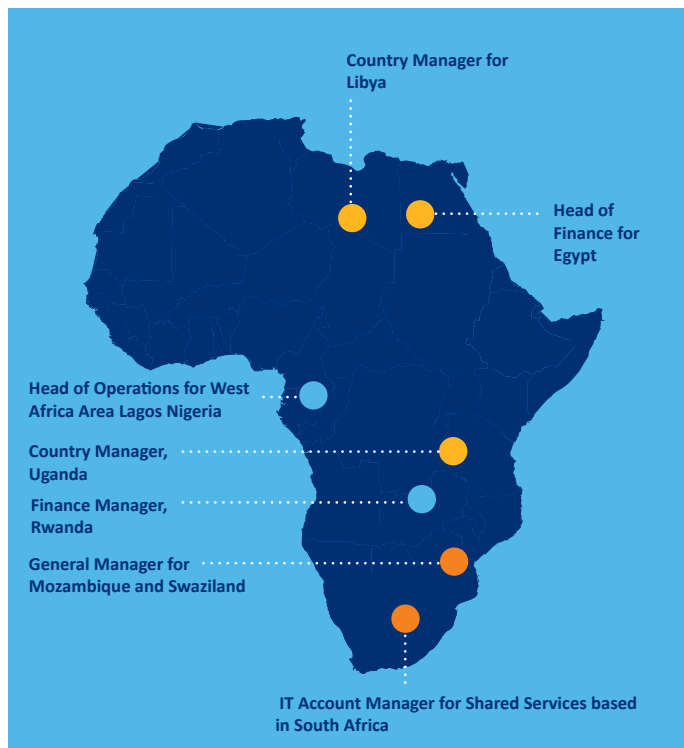 Country Manager for
Libya
Head of
Finance for
Egypt
Head of Operations for West
Africa Area Lagos Nigeria
Country Manager,
Uganda
Finance Manager,
Rwanda
General Manager for
Mozambique and Swaziland
IT Account Manager for Shared Services based
in South Africa